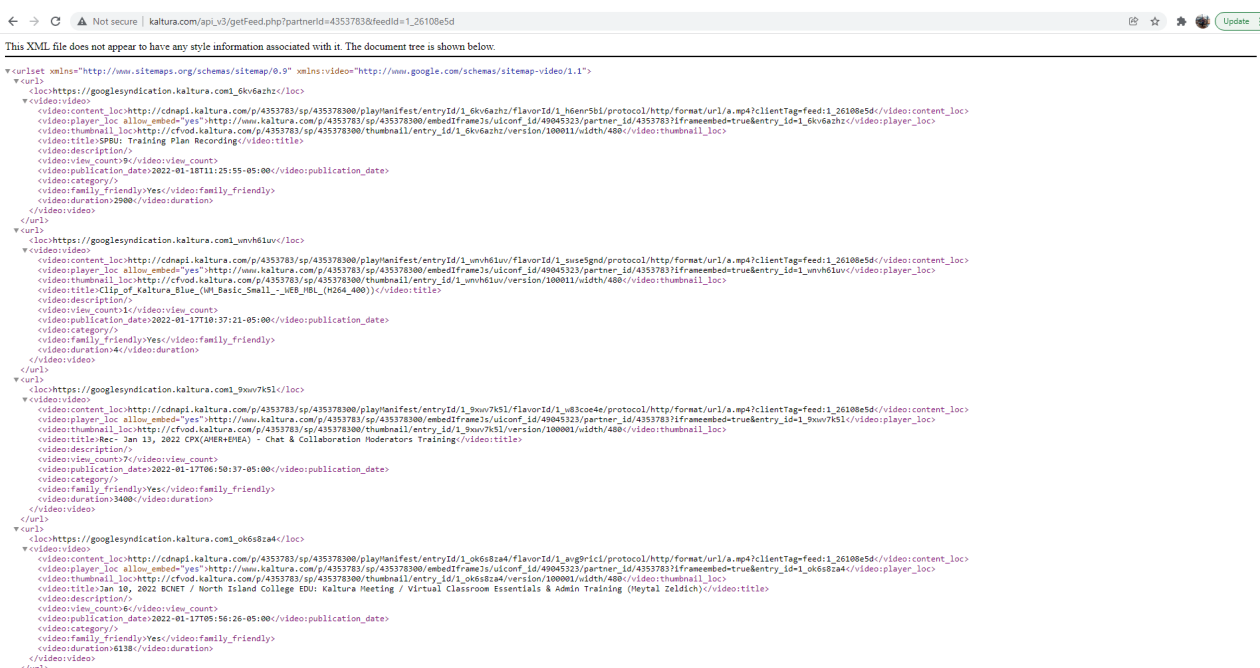 Not secure | kaltura.com/api_v3/getFeed.php?partnerId=4353783&feedId=1_26108e5d
Update
This XML file does not appear to have any style information associated with it. The document tree is shown below.
▼<urlset xmlns="http://www.sitemaps.org/schemas/sitemap/0.9" xmlns:video="http://www.google.com/schemas/sitemap-video/1.1">
▼<url>
<loc>https://googlesyndication.kaltura.com1_6kv6azhz</loc>
▼<video:video>
<video:content_loc>http://cdnapi.kaltura.com/p/4353783/sp/435378300/playManifest/entryId/1_6kv6azhz/flavorId/1_h6enr5bi/protocol/http/format/url/a.mp4?clientTag=feed:1_26108e5d</video:content_loc>
<video:player_loc allow_embed="yes">http://www.kaltura.com/p/4353783/sp/435378300/embedIframeJs/uiconf_id/49045323/partner_id/4353783?iframeembed=true&entry_id=1_6kv6azhz</video:player_loc>
<video:thumbnail_loc>http://cfvod.kaltura.com/p/4353783/sp/435378300/thumbnail/entry_id/1_6kv6azhz/version/100011/width/480</video:thumbnail_loc>
<video:title>SPBU: Training Plan Recording</video:title>
<video:description/>
<video:view_count>9</video:view_count>
<video:publication_date>2022-01-18T11:25:55-05:00</video:publication_date>
<video:category/>
<video:family_friendly>Yes</video:family_friendly>
<video:duration>2900</video:duration>
</video:video>
</url>
▼<url>
<loc>https://googlesyndication.kaltura.com1_wnvh61uv</loc>
▼<video:video>
<video:content_loc>http://cdnapi.kaltura.com/p/4353783/sp/435378300/playManifest/entryId/1_wnvh61uv/flavorId/1_swse5gnd/protocol/http/format/url/a.mp4?clientTag=feed:1_26108e5d</video:content_loc>
<video:player_loc allow_embed="yes">http://www.kaltura.com/p/4353783/sp/435378300/embedIframeJs/uiconf_id/49045323/partner_id/4353783?iframeembed=true&entry_id=1_wnvh61uv</video:player_loc>
<video:thumbnail_loc>http://cfvod.kaltura.com/p/4353783/sp/435378300/thumbnail/entry_id/1_wnvh61uv/version/100011/width/480</video:thumbnail_loc>
<video:title>Clip_of_Kaltura_Blue_(WM_Basic_Small_-_WEB_MBL_(H264_400))</video:title>
<video:description/>
<video:view_count>1</video:view_count>
<video:publication_date>2022-01-17T10:37:21-05:00</video:publication_date>
<video:category/>
<video:family_friendly>Yes</video:family_friendly>
<video:duration>4</video:duration>
</video:video>
</url>
▼<url>
<loc>https://googlesyndication.kaltura.com1_9xwv7k5l</loc>
▼<video:video>
<video:content_loc>http://cdnapi.kaltura.com/p/4353783/sp/435378300/playManifest/entryId/1_9xwv7k5l/flavorId/1_w83coe4e/protocol/http/format/url/a.mp4?clientTag=feed:1_26108e5d</video:content_loc>
<video:player_loc allow_embed="yes">http://www.kaltura.com/p/4353783/sp/435378300/embedIframeJs/uiconf_id/49045323/partner_id/4353783?iframeembed=true&entry_id=1_9xwv7k5l</video:player_loc>
<video:thumbnail_loc>http://cfvod.kaltura.com/p/4353783/sp/435378300/thumbnail/entry_id/1_9xwv7k5l/version/100001/width/480</video:thumbnail_loc>
<video:title>Rec- Jan 13, 2022 CPX(AMER+EMEA) - Chat & Collaboration Moderators Training</video:title>
<video:description/>
<video:view_count>7</video:view_count>
<video:publication_date>2022-01-17T06:50:37-05:00</video:publication_date>
<video:category/>
<video:family_friendly>Yes</video:family_friendly>
<video:duration>3400</video:duration>
</video:video>
</url>
▼<url>
<loc>https://googlesyndication.kaltura.com1_ok6s8za4</loc>
▼<video:video>
<video:content_loc>http://cdnapi.kaltura.com/p/4353783/sp/435378300/playManifest/entryId/1_ok6s8za4/flavorId/1_avg9rici/protocol/http/format/url/a.mp4?clientTag=feed:1_26108e5d</video:content_loc>
<video:player_loc allow_embed="yes">http://www.kaltura.com/p/4353783/sp/435378300/embedIframeJs/uiconf_id/49045323/partner_id/4353783?iframeembed=true&entry_id=1_ok6s8za4</video:player_loc>
<video:thumbnail_loc>http://cfvod.kaltura.com/p/4353783/sp/435378300/thumbnail/entry_id/1_ok6s8za4/version/100001/width/480</video:thumbnail_loc>
<video:title>Jan 10, 2022 BCNET / North Island College EDU: Kaltura Meeting / Virtual Classroom Essentials & Admin Training (Meytal Zeldich)</video:title>
<video:description/>
<video:view_count>6</video:view_count>
<video:publication_date>2022-01-17T05:56:26-05:00</video:publication_date>
<video:category/>
<video:family_friendly>Yes</video:family_friendly>
<video:duration>6138</video:duration>
</video:video>
</url>